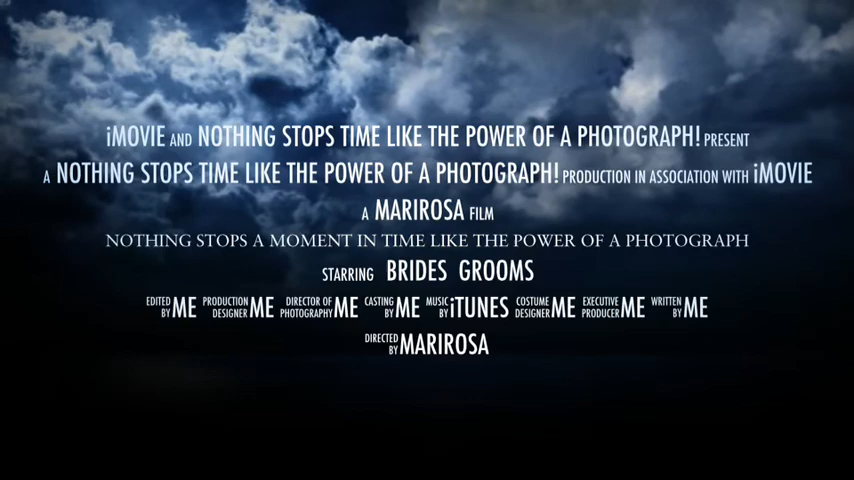 iMOVIE AND NOTHING STOPS TIME LIKE THE POWER OF A PHOTOGRAPH! PRESENT
A NOTHING STOPS TIME LIKE THE POWER OF A PHOTOGRAPH! PRODUCTION IN ASSOCIATION WITH iMOVIE
A MARIROSA FILM
NOTHING STOPS A MOMENT IN TIME LIKE THE POWER OF A PHOTOGRAPH
STARRING BRIDES GROOMS
EDITED BY ME PRODUCTION DESIGNER ME DIRECTOR OF PHOTOGRAPHY ME CASTING BY ME MUSIC BY iTUNES COSTUME DESIGNER ME EXECUTIVE PRODUCER ME WRITTEN BY ME
DIRECTED BY MARIROSA